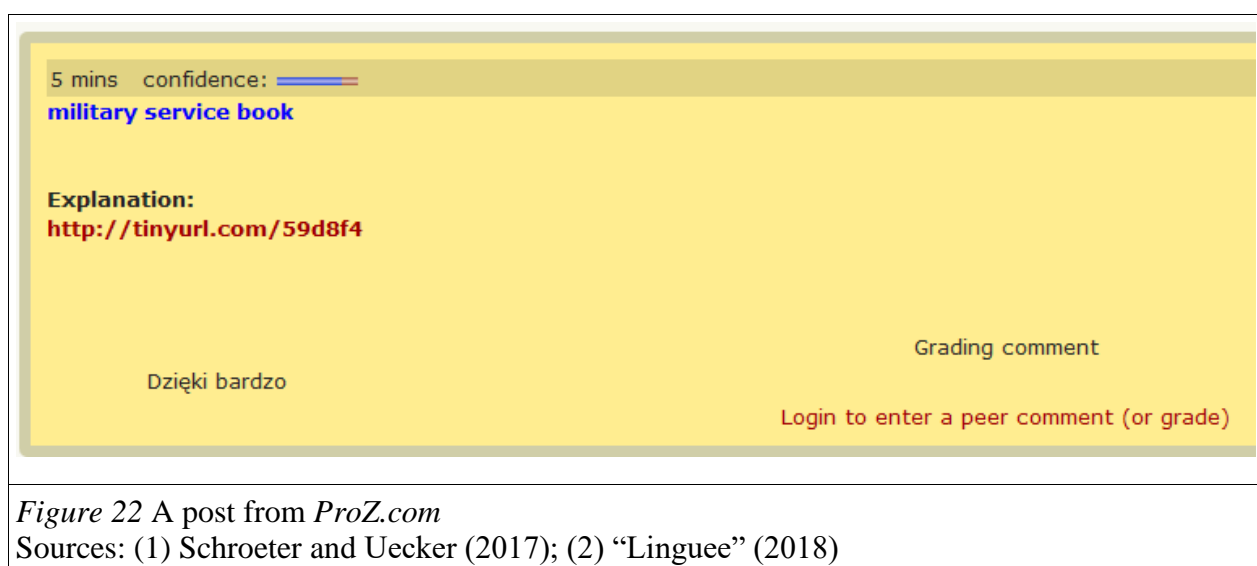 5 mins confidence:
military service book
Explanation:
http://tinyurl.com/59d8f4
Grading comment
Dzięki bardzo
Login to enter a peer comment (or grade)
Figure 22 A post from ProZ.com
Sources: (1) Schroeter and Uecker (2017); (2) “Linguee” (2018)